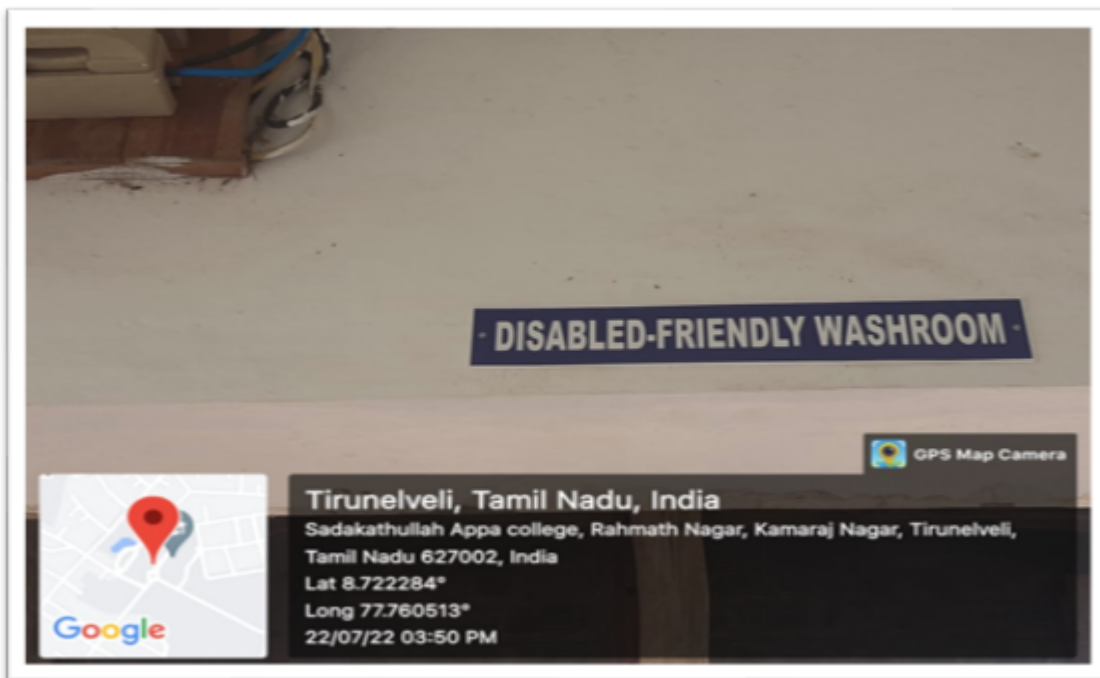 DISABLED-FRIENDLY WASHROOM
GPS Map Camera
Tirunelveli, Tamil Nadu, India
Sadakathullah Appa college, Rahmath Nagar, Kamaraj Nagar, Tirunelveli,
Tamil Nadu 627002, India
Lat 8.722284°
Long 77.760513°
22/07/22 03:50 PM
Google